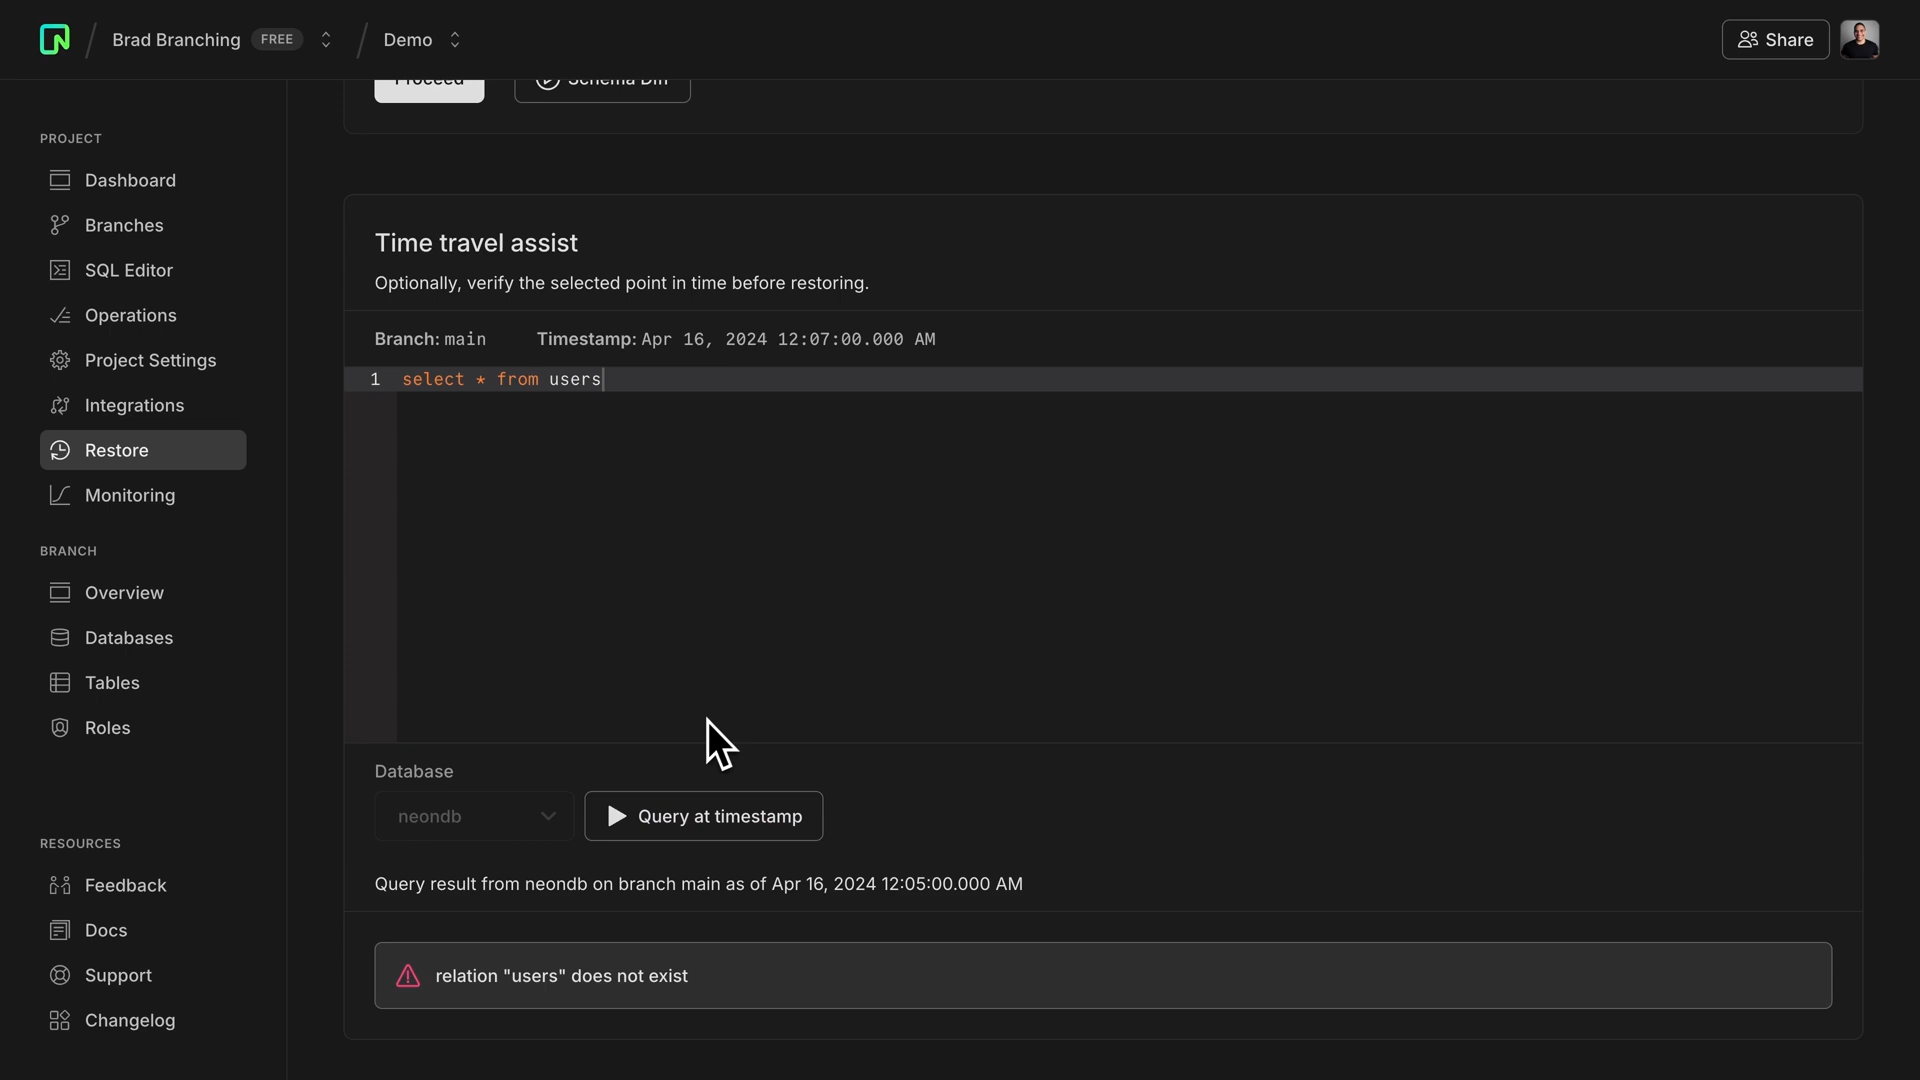 Brad Branching FREE
Demo
Share
PROJECT
Dashboard
Branches
SQL Editor
Operations
Project Settings
Integrations
Restore
Monitoring
BRANCH
Overview
Databases
Tables
Roles
RESOURCES
Feedback
Docs
Support
Changelog
Proceed
Schema Diff
Time travel assist
Optionally, verify the selected point in time before restoring.
Branch: main Timestamp: Apr 16, 2024 12:07:00.000 AM
1 select * from users
Database
neondb
Query at timestamp
Query result from neondb on branch main as of Apr 16, 2024 12:05:00.000 AM
relation "users" does not exist